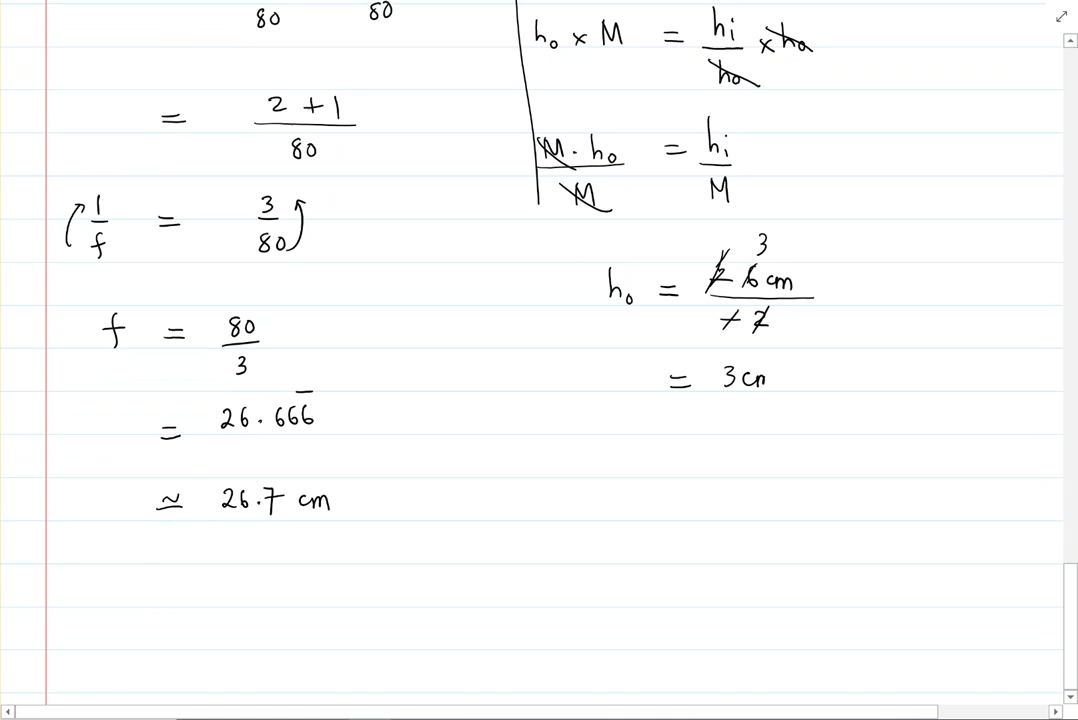 80 80
= 2 + 1 / 80
1/f = 3/80
f = 80/3
= 26.666̅
≃ 26.7 cm
h₀ × M = hi/h₀ × h₀
M · h₀ / M = hi/M
3
h₀ = - 6 cm / - 2
= 3 cm